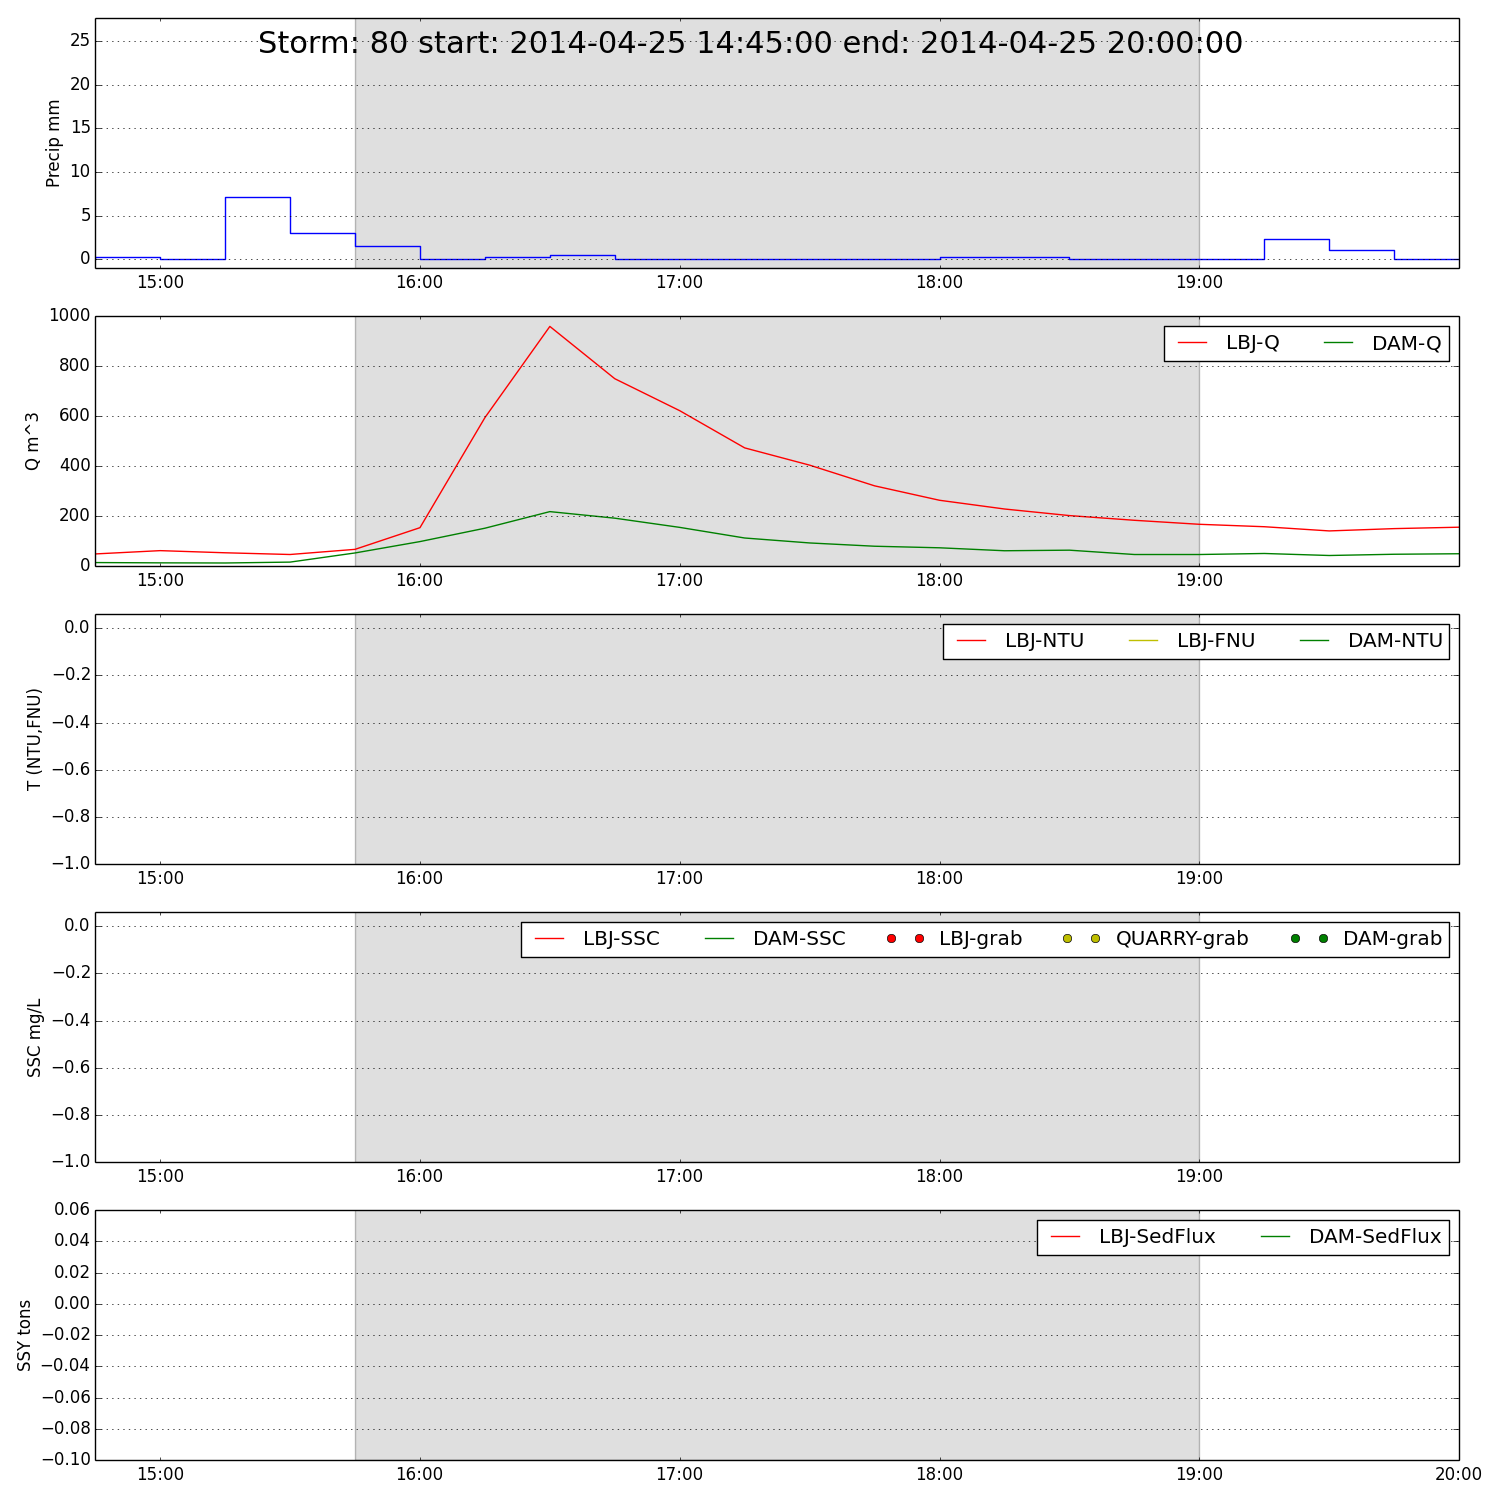 Storm: 80 start: 2014-04-25 14:45:00 end: 2014-04-25 20:00:00
Precip mm
25
20
15
10
5
0
15:00 16:00 17:00 18:00 19:00
Q m^3
1000
800
600
400
200
0
LBJ-Q DAM-Q
15:00 16:00 17:00 18:00 19:00
T (NTU,FNU)
0.0
−0.2
−0.4
−0.6
−0.8
−1.0
LBJ-NTU LBJ-FNU DAM-NTU
15:00 16:00 17:00 18:00 19:00
SSC mg/L
0.0
−0.2
−0.4
−0.6
−0.8
−1.0
LBJ-SSC DAM-SSC LBJ-grab QUARRY-grab DAM-grab
15:00 16:00 17:00 18:00 19:00
SSY tons
0.06
0.04
0.02
0.00
−0.02
−0.04
−0.06
−0.08
−0.10
LBJ-SedFlux DAM-SedFlux
15:00 16:00 17:00 18:00 19:00 20:00